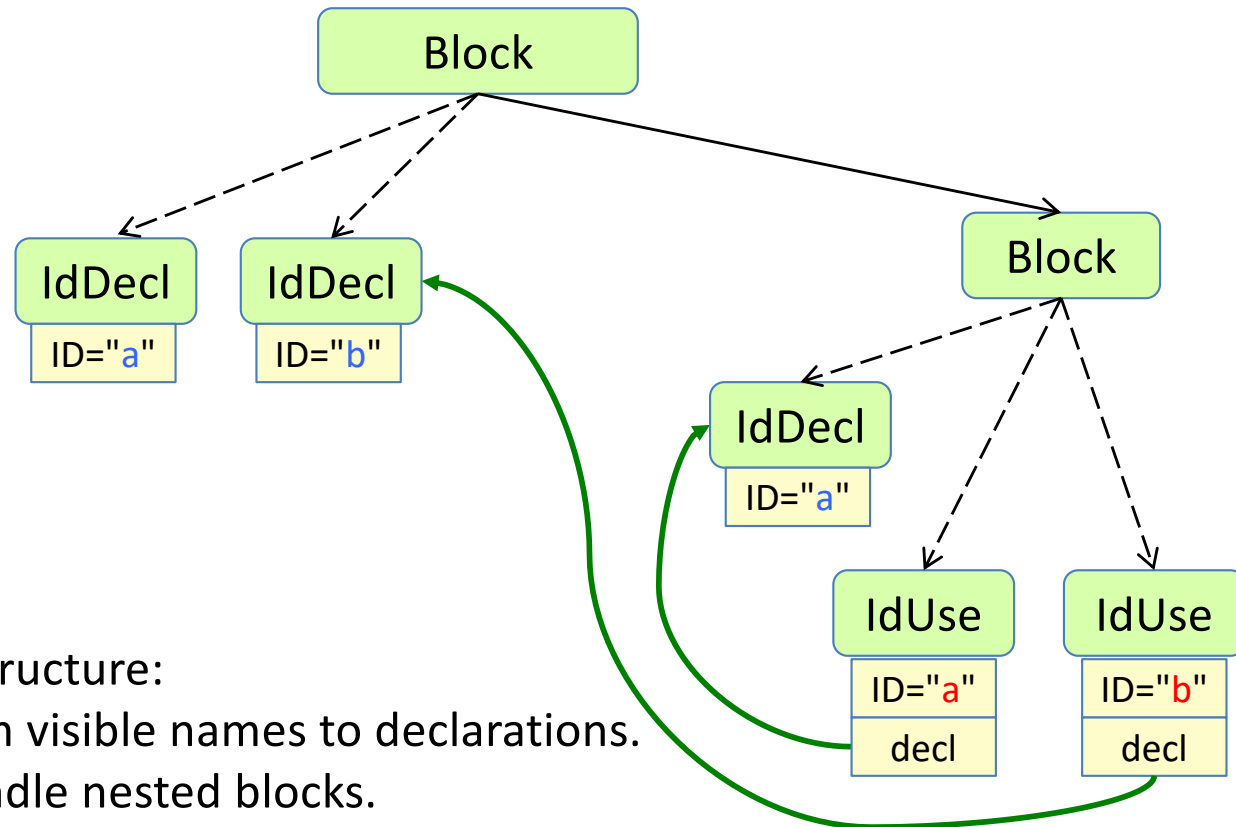 Block
IdDecl
IdDecl
Block
ID="a"
ID="b"
IdDecl
ID="a"
IdUse
IdUse
ID="a"
ID="b"
decl
decl
ructure:
visible names to declarations.
dle nested blocks.